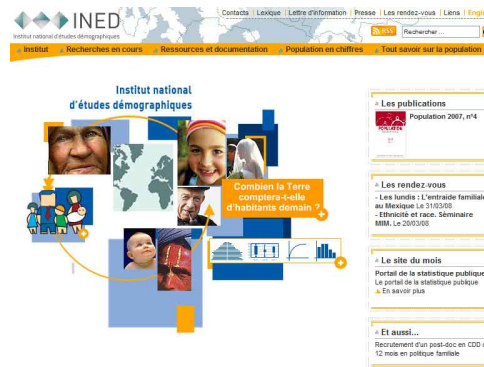 INED
Institut national d'études démographiques
Contacts | Lexique | Lettre d'information | Presse | Les rendez-vous | Liens |
RSS Rechercher ...
Institut Recherches en cours Ressources et documentation Population en chiffres Tout savoir sur la population
Institut national
d'études démographiques
Combien la Terre
comptera-t-elle
d'habitants demain ?
Les publications
POPULATION
Population 2007, n°4
Les rendez-vous
- Les lundis : L'entraide familiale
au Mexique Le 31/03/08
- Ethnicité et race. Séminaire
MIM. Le 20/03/08
Le site du mois
Portail de la statistique publique
Le portail de la statistique publique
En savoir plus
Et aussi...
Recrutement d'un post-doc en CDD
12 mois en politique familiale